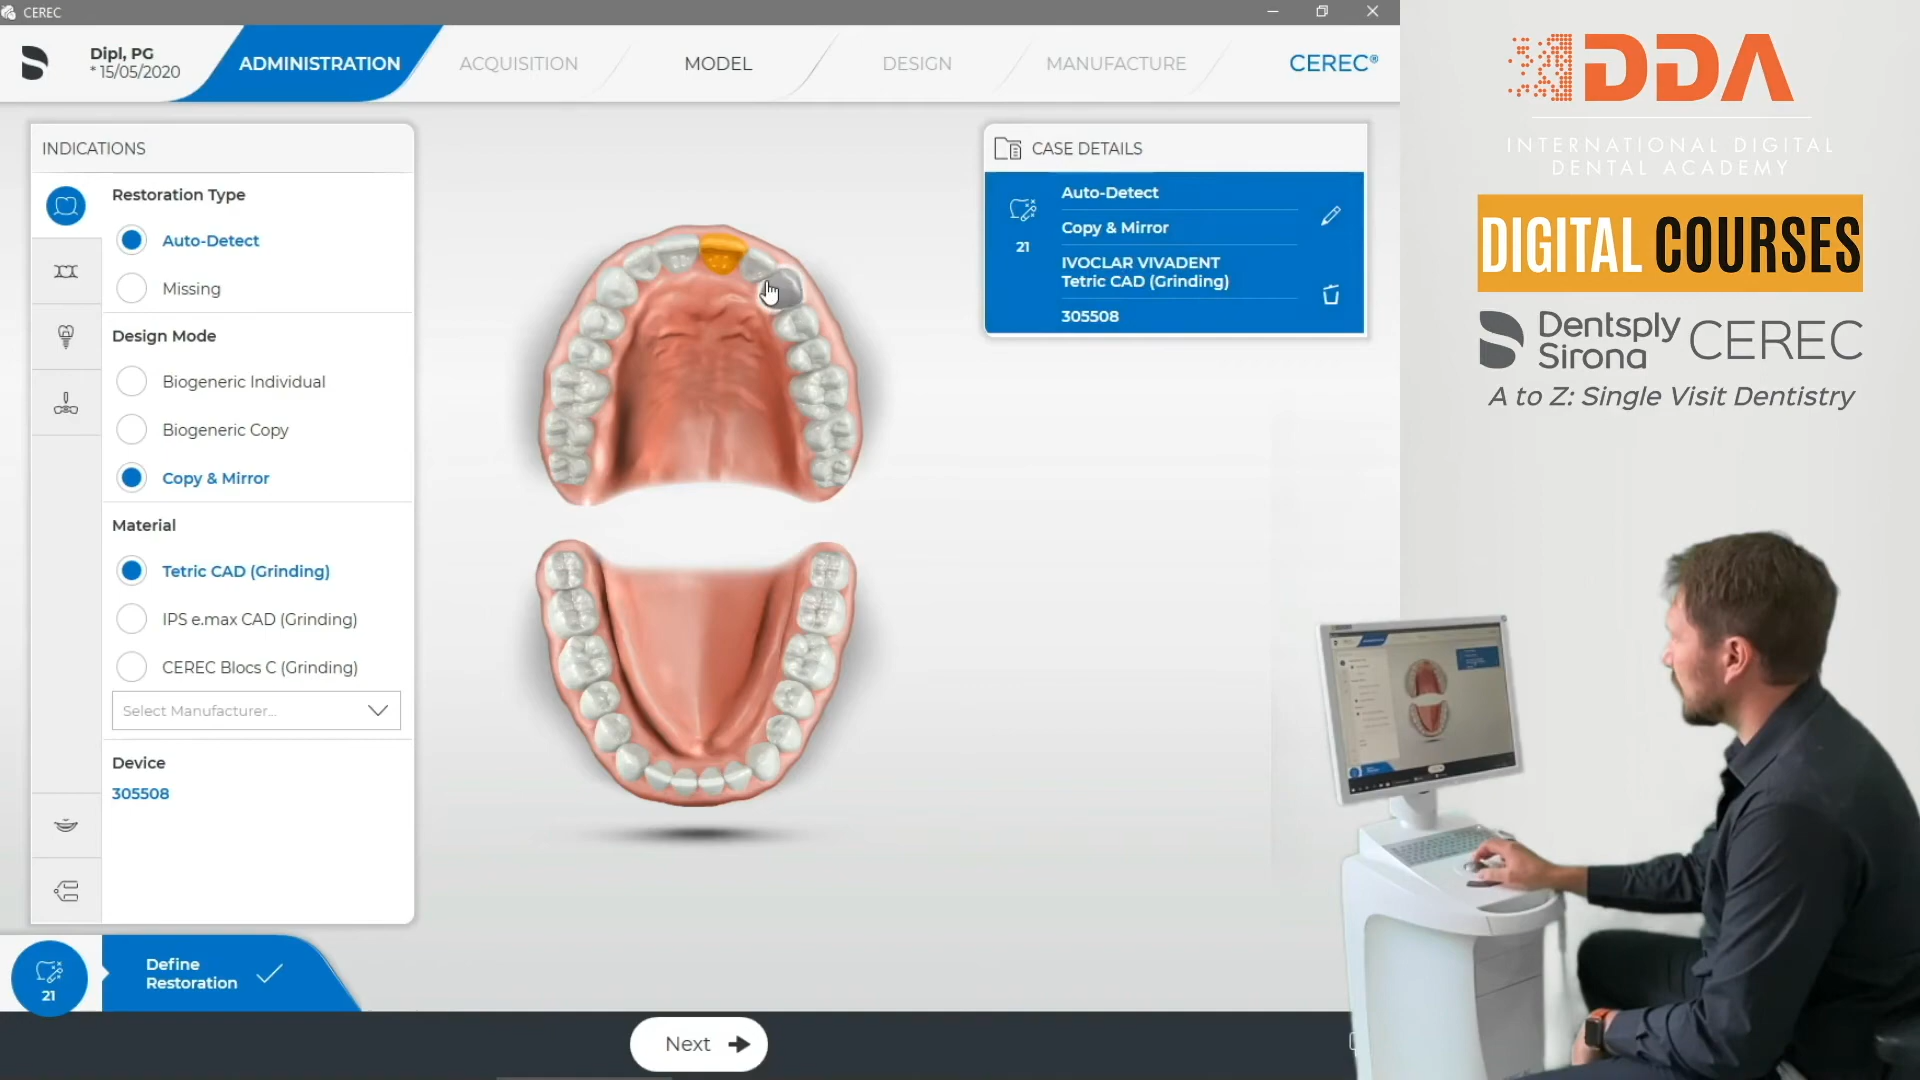 CEREC
Dipl, PG
* 15/05/2020
ADMINISTRATION
ACQUISITION
MODEL
DESIGN
MANUFACTURE
CEREC®
INDICATIONS
Restoration Type
Auto-Detect
Missing
Design Mode
Biogeneric Individual
Biogeneric Copy
Copy & Mirror
Material
Tetric CAD (Grinding)
IPS e.max CAD (Grinding)
CEREC Blocs C (Grinding)
Select Manufacturer...
Device
305508
CASE DETAILS
21
Auto-Detect
Copy & Mirror
IVOCLAR VIVADENT
Tetric CAD (Grinding)
305508
21
Define
Restoration
Next
IDDA
INTERNATIONAL DIGITAL
DENTAL ACADEMY
DIGITAL COURSES
Dentsply
Sirona
CEREC
A to Z: Single Visit Dentistry